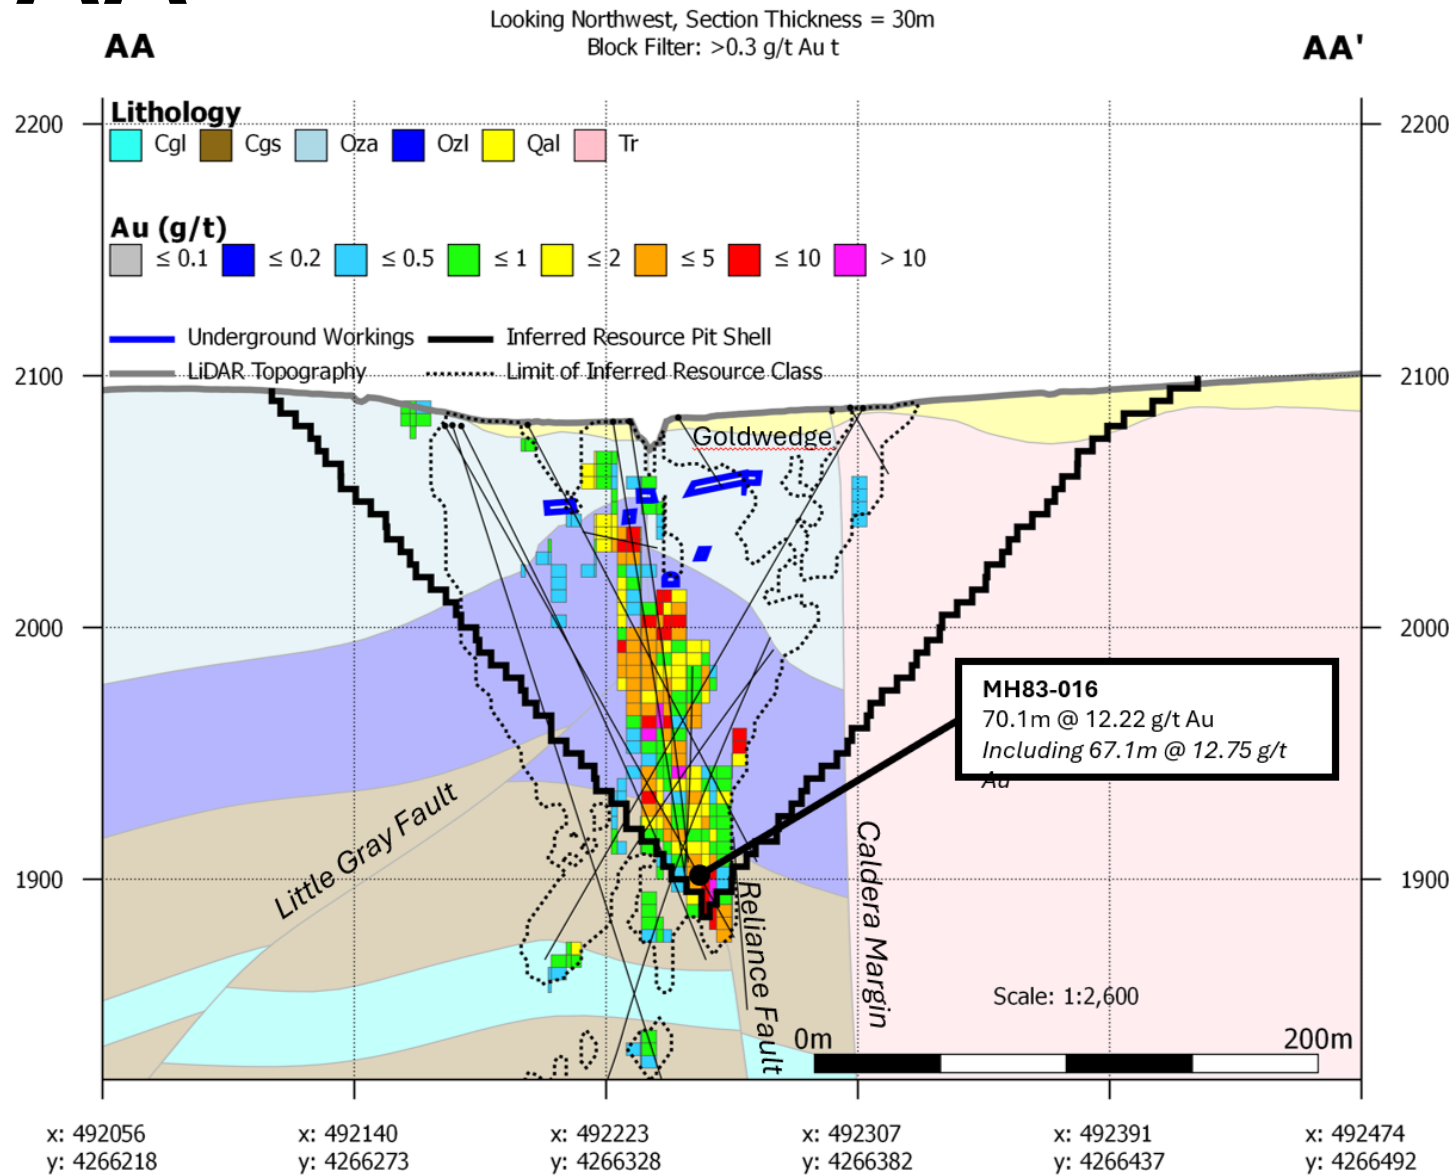 Looking Northwest, Section Thickness = 30m
Block Filter: >0.3 g/t Au t
AA
AA'
Lithology
Cgl Cgs Oza Ozl Qal Tr
Au (g/t)
≤ 0.1 ≤ 0.2 ≤ 0.5 ≤ 1 ≤ 2 ≤ 5 ≤ 10 > 10
Underground Workings Inferred Resource Pit Shell
LiDAR Topography Limit of Inferred Resource Class
2200 2200
2100 2100
Goldwedge
2000 2000
MH83-016
70.1m @ 12.22 g/t Au
Including 67.1m @ 12.75 g/t
Au
Little Gray Fault
Reliance Fault
Caldera Margin
1900 1900
Scale: 1:2,600
0m 200m
x: 492056 x: 492140 x: 492223 x: 492307 x: 492391 x: 492474
y: 4266218 y: 4266273 y: 4266328 y: 4266382 y: 4266437 y: 4266492